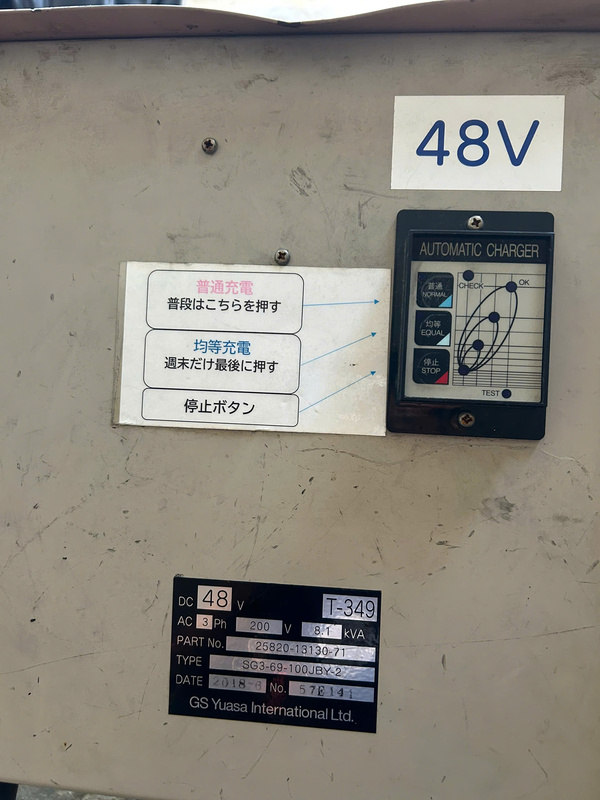 48V
AUTOMATIC CHARGER
普通
NORMAL
均等
EQUAL
停止
STOP
CHECK
OK
TEST
普通充電
普段はこちらを押す
均等充電
週末だけ最後に押す
停止ボタン
DC 48 V T-349
AC 3 Ph 200 V 8.1 kVA
PART No. 25820-13130-71
TYPE SG3-69-100JBY-2
DATE 2018-6 No. 57E141
GS Yuasa International Ltd.